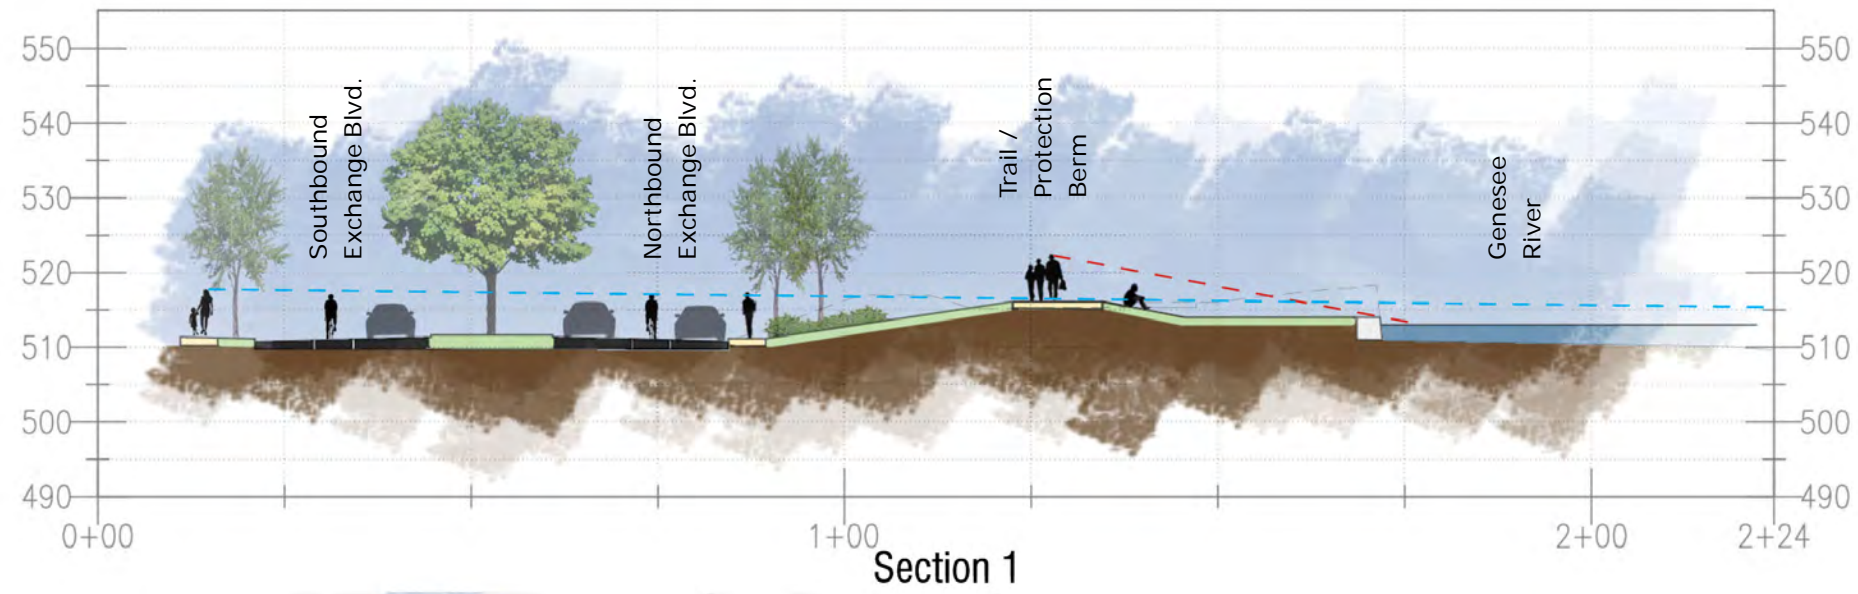 550
540
530
520
510
500
490
Southbound
Exchange Blvd.
Northbound
Exchange Blvd.
Trail /
Protection
Berm
Genesee
River
550
540
530
520
510
500
490
0+00
1+00
2+00
2+24
Section 1